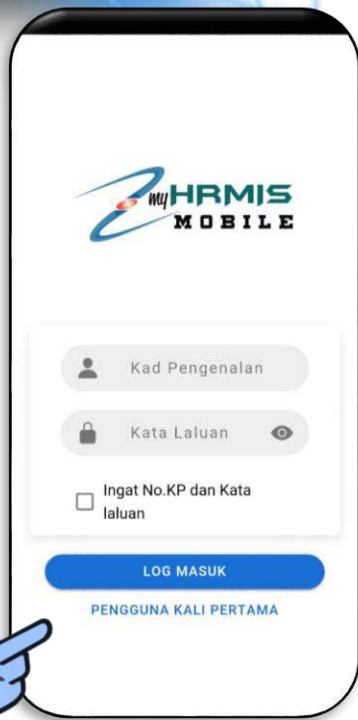 myHRMIS
MOBILE
Kad Pengenalan
Kata Laluan
Ingat No.KP dan Kata
laluan
LOG MASUK
PENGGUNA KALI PERTAMA